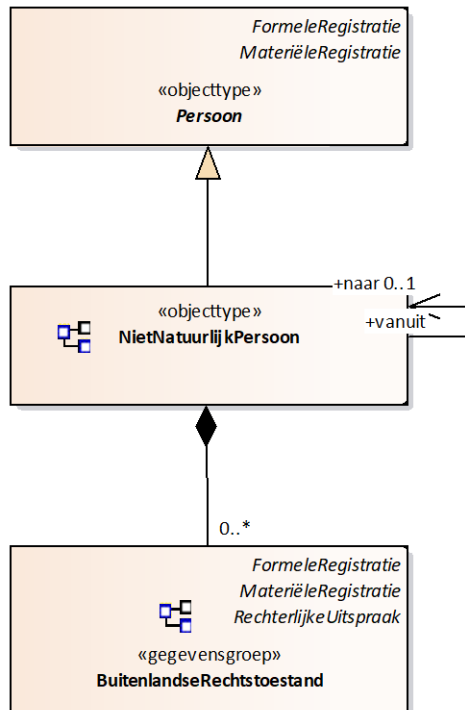 FormeleRegistratie
MateriëleRegistratie
«objecttype»
Persoon
+naar 0..1
«objecttype»
+vanuit
NietNatuurlijkPersoon
0..*
FormeleRegistratie
MateriëleRegistratie
RechterlijkeUitspraak
«gegevensgroep»
BuitenlandseRechtstoestand